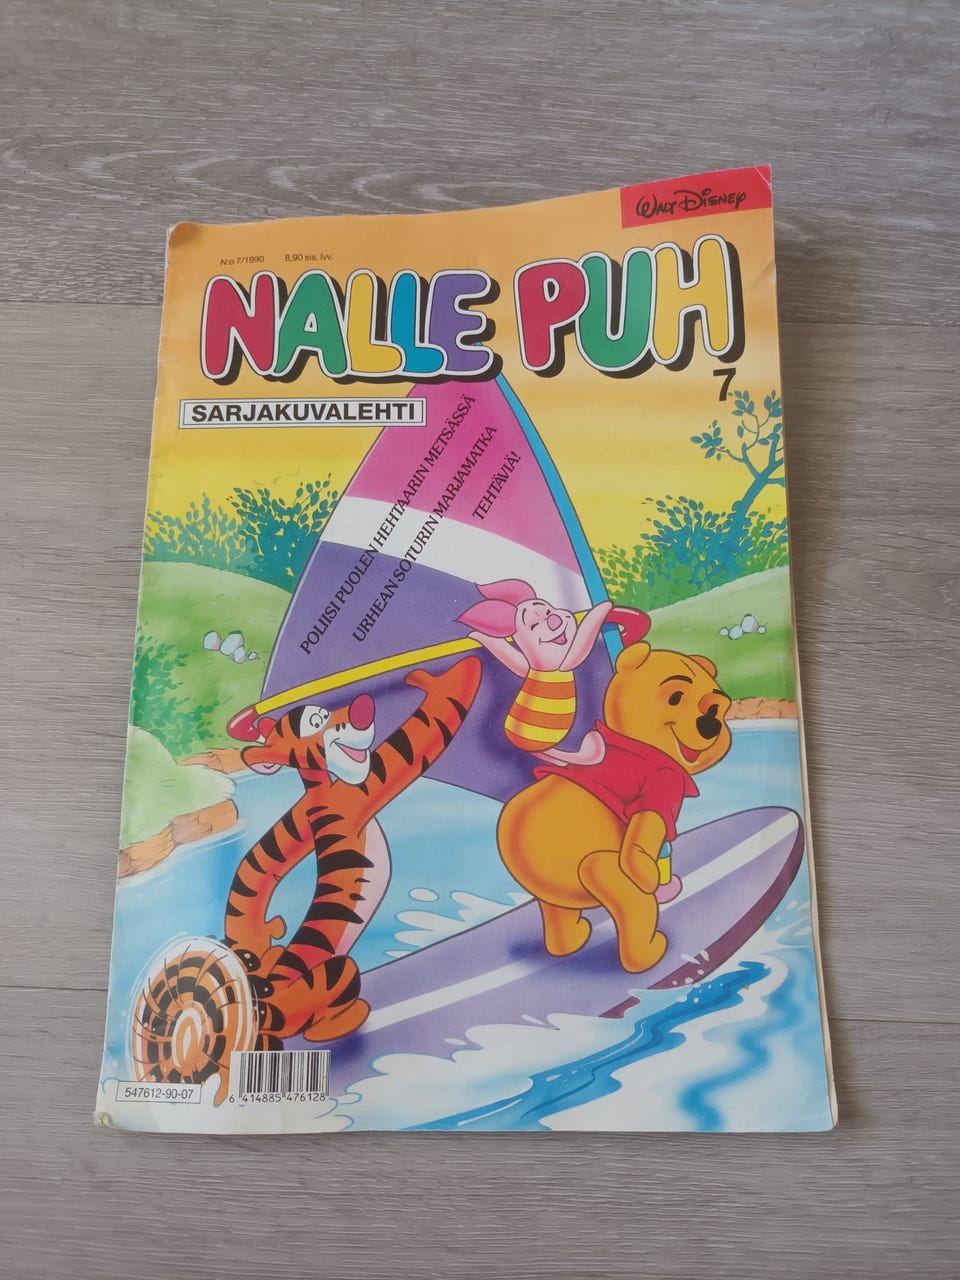 WALT DISNEY
N:o 7/1990 8,90 sis. lvv.
NALLE PUH
7
SARJAKUVALEHTI
POLIISI PUOLEN HEHTAARIN METSÄSSÄ
URHEAN SOTURIN MARJAMATKA
TEHTÄVIÄ!
547612-90-07
6 414885 476128